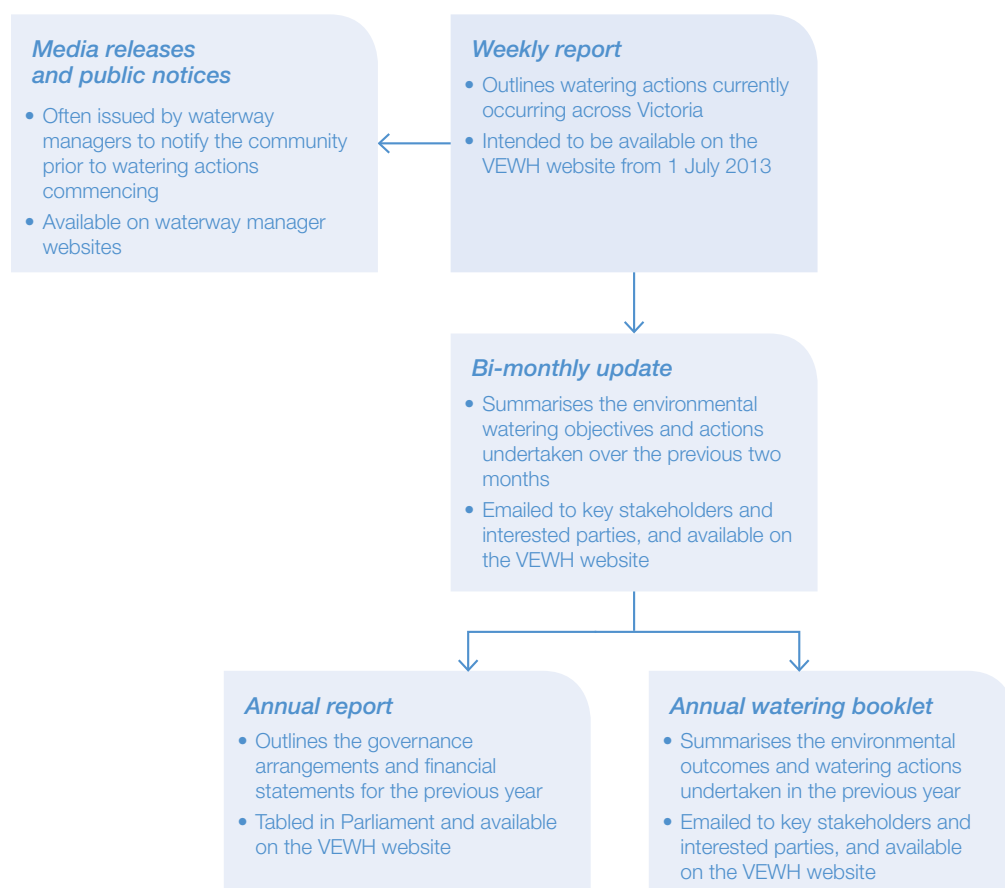 Media releases
and public notices
• Often issued by waterway
managers to notify the community
prior to watering actions
commencing
• Available on waterway manager
websites
Weekly report
• Outlines watering actions currently
occurring across Victoria
• Intended to be available on the
VEWH website from 1 July 2013
Bi-monthly update
• Summarises the environmental
watering objectives and actions
undertaken over the previous two
months
• Emailed to key stakeholders and
interested parties, and available on
the VEWH website
Annual report
• Outlines the governance
arrangements and financial
statements for the previous year
• Tabled in Parliament and available
on the VEWH website
Annual watering booklet
• Summarises the environmental
outcomes and watering actions
undertaken in the previous year
• Emailed to key stakeholders and
interested parties, and available
on the VEWH website